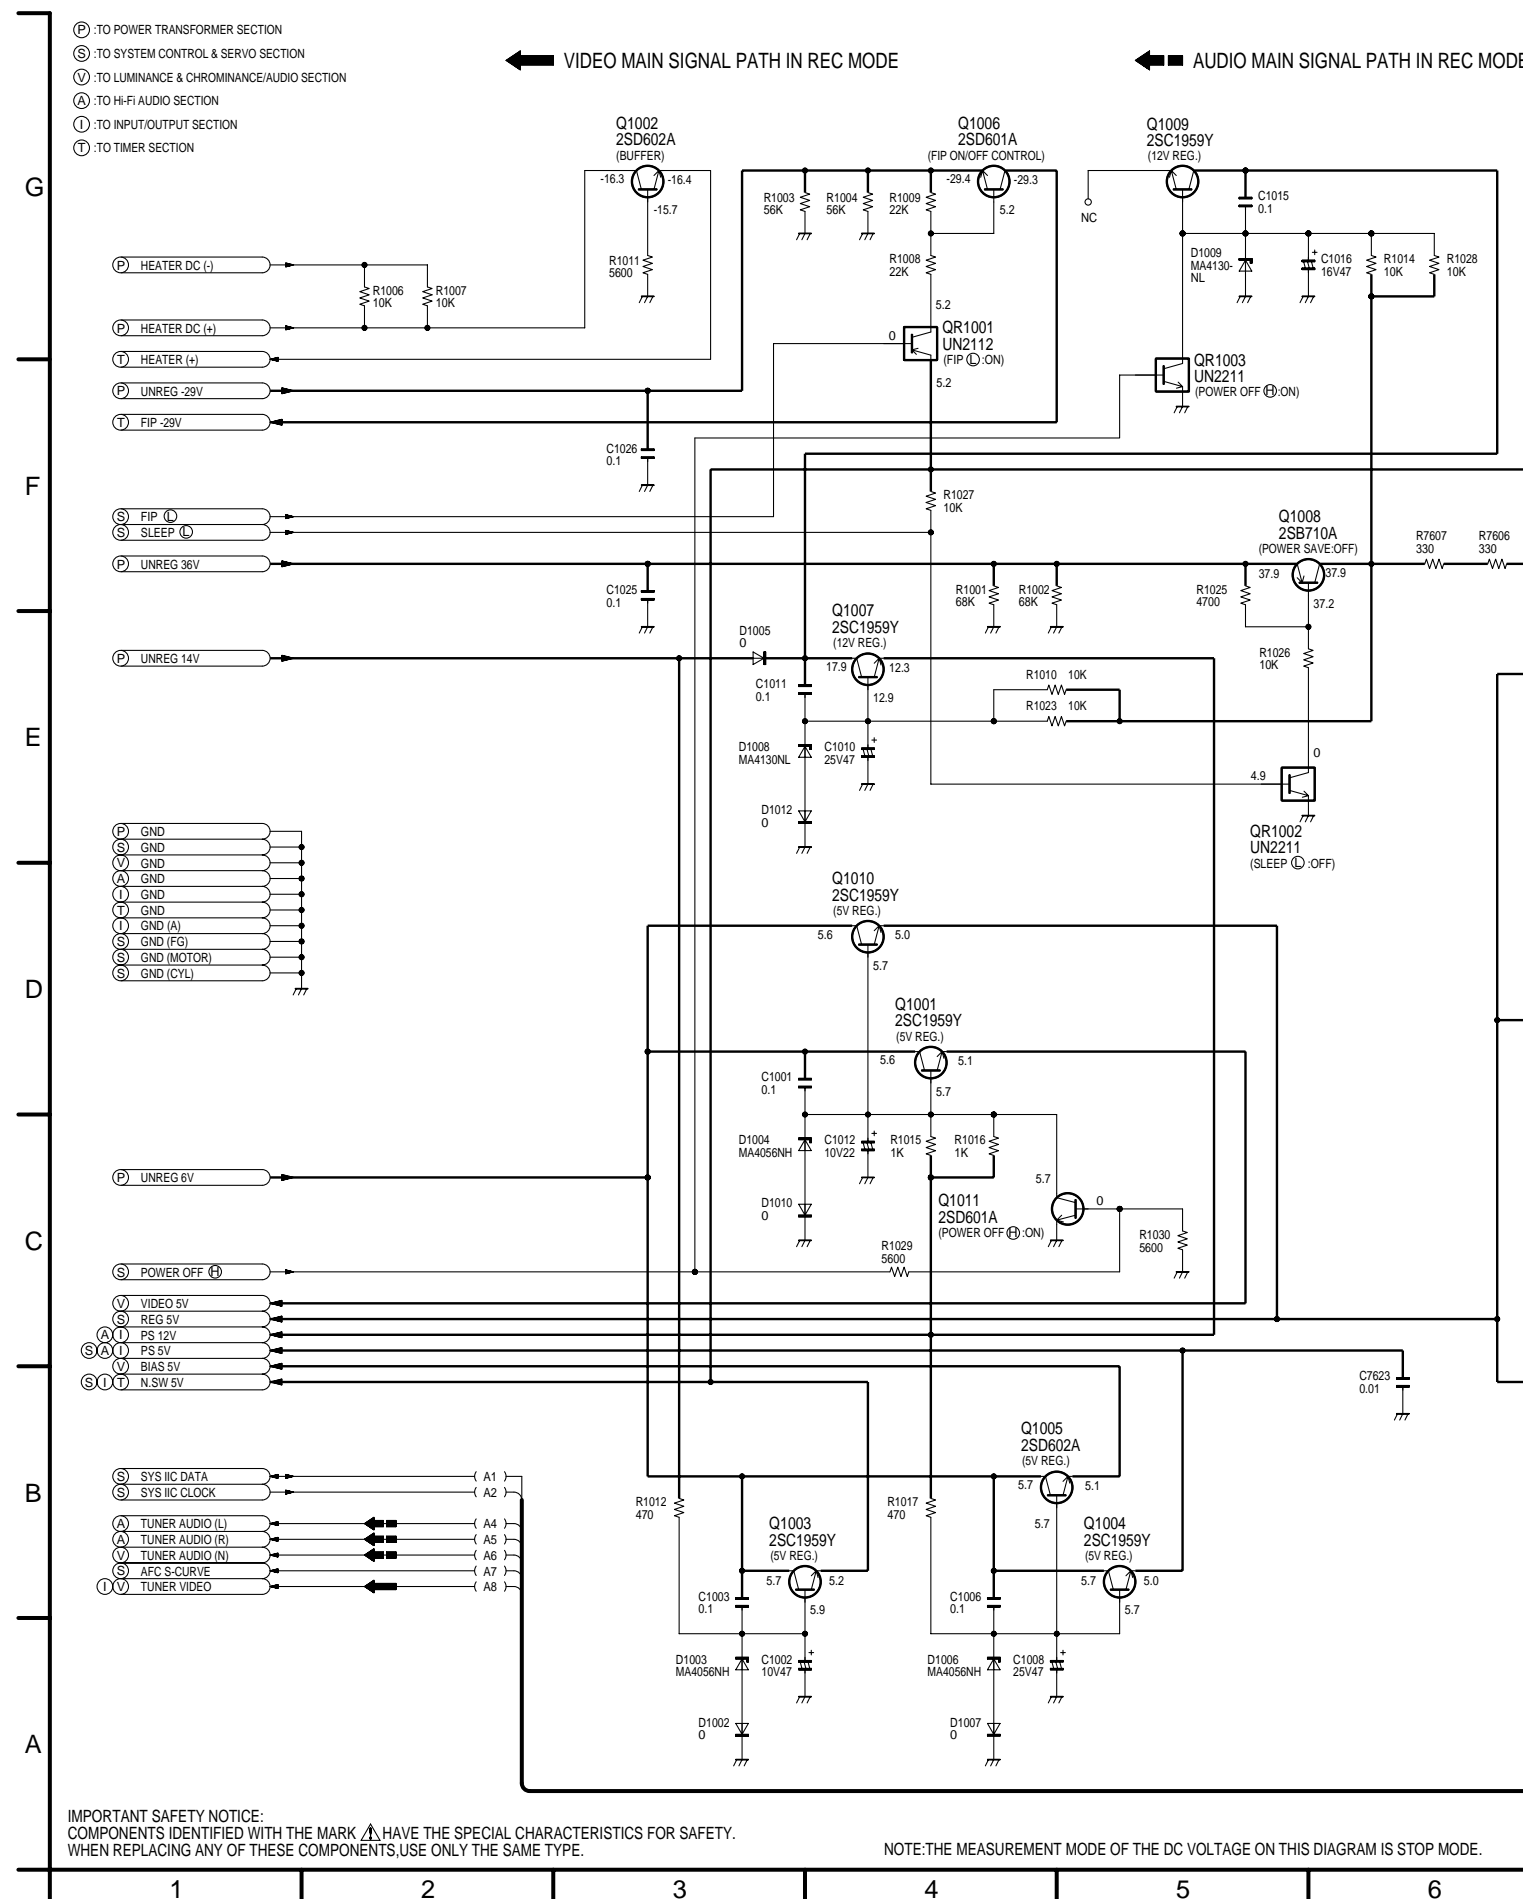 Ⓟ :TO POWER TRANSFORMER SECTION
Ⓢ :TO SYSTEM CONTROL & SERVO SECTION
Ⓥ :TO LUMINANCE & CHROMINANCE/AUDIO SECTION
Ⓐ :TO Hi-Fi AUDIO SECTION
Ⓘ :TO INPUT/OUTPUT SECTION
Ⓣ :TO TIMER SECTION
VIDEO MAIN SIGNAL PATH IN REC MODE
AUDIO MAIN SIGNAL PATH IN REC MODE
G
Q1002
2SD602A
(BUFFER)
-16.3
-16.4
-15.7
R1011
5600
R1003
56K
R1004
56K
R1009
22K
Q1006
2SD601A
(FIP ON/OFF CONTROL)
-29.4
-29.3
5.2
R1008
22K
5.2
QR1001
UN2112
(FIP Ⓛ:ON)
0
5.2
Q1009
2SC1959Y
(12V REG.)
NC
C1015
0.1
D1009
MA4130-
NL
C1016
16V47
R1014
10K
R1028
10K
QR1003
UN2211
(POWER OFF Ⓗ:ON)
Ⓟ HEATER DC (-)
R1006
10K
R1007
10K
Ⓟ HEATER DC (+)
Ⓣ HEATER (+)
Ⓟ UNREG -29V
Ⓣ FIP -29V
F
C1026
0.1
R1027
10K
Ⓢ FIP Ⓛ
Ⓢ SLEEP Ⓛ
Ⓟ UNREG 36V
C1025
0.1
R1001
68K
R1002
68K
Q1008
2SB710A
(POWER SAVE:OFF)
37.9
37.9
37.2
R1025
4700
R7607
330
R7606
330
R1026
10K
E
Ⓟ UNREG 14V
D1005
0
Q1007
2SC1959Y
(12V REG.)
17.9
12.3
12.9
C1011
0.1
R1010 10K
R1023 10K
D1008
MA4130NL
C1010
25V47
D1012
0
4.9
0
QR1002
UN2211
(SLEEP Ⓛ :OFF)
Ⓟ GND
Ⓢ GND
Ⓥ GND
Ⓐ GND
Ⓘ GND
Ⓣ GND
Ⓘ GND (A)
Ⓢ GND (FG)
Ⓢ GND (MOTOR)
Ⓢ GND (CYL)
D
Q1010
2SC1959Y
(5V REG.)
5.6
5.0
5.7
Q1001
2SC1959Y
(5V REG.)
5.6
5.1
5.7
C1001
0.1
D1004
MA4056NH
C1012
10V22
R1015
1K
R1016
1K
D1010
0
5.7
Q1011
2SD601A
(POWER OFF Ⓗ :ON)
0
R1030
5600
R1029
5600
C
Ⓟ UNREG 6V
Ⓢ POWER OFF Ⓗ
Ⓥ VIDEO 5V
Ⓢ REG 5V
ⒶⒾ PS 12V
ⓈⒶⒾ PS 5V
Ⓥ BIAS 5V
ⓈⒾⓉ N.SW 5V
C7623
0.01
B
Ⓢ SYS IIC DATA ( A1 )
Ⓢ SYS IIC CLOCK ( A2 )
Ⓐ TUNER AUDIO (L) ( A4 )
Ⓐ TUNER AUDIO (R) ( A5 )
Ⓥ TUNER AUDIO (N) ( A6 )
Ⓢ AFC S-CURVE ( A7 )
ⒾⓋ TUNER VIDEO ( A8 )
R1012
470
Q1003
2SC1959Y
(5V REG.)
5.7
5.2
5.9
C1003
0.1
R1017
470
Q1005
2SD602A
(5V REG.)
5.7
5.1
5.7
Q1004
2SC1959Y
(5V REG.)
5.7
5.0
5.7
C1006
0.1
D1003
MA4056NH
C1002
10V47
D1006
MA4056NH
C1008
25V47
D1002
0
D1007
0
A
IMPORTANT SAFETY NOTICE:
COMPONENTS IDENTIFIED WITH THE MARK ⚠ HAVE THE SPECIAL CHARACTERISTICS FOR SAFETY.
WHEN REPLACING ANY OF THESE COMPONENTS,USE ONLY THE SAME TYPE.
NOTE:THE MEASUREMENT MODE OF THE DC VOLTAGE ON THIS DIAGRAM IS STOP MODE.
1 2 3 4 5 6